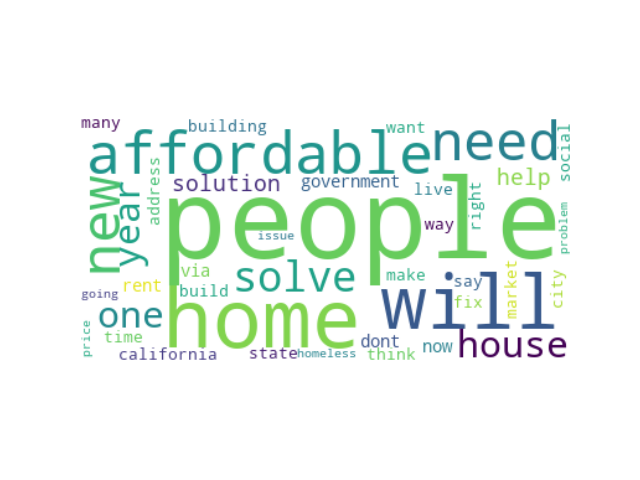 many building want social
affordable need
address solution government live right help
new year people way problem
issue
via solve make say market city
going rent build home will fix
one
price time dont now house
california state homeless think